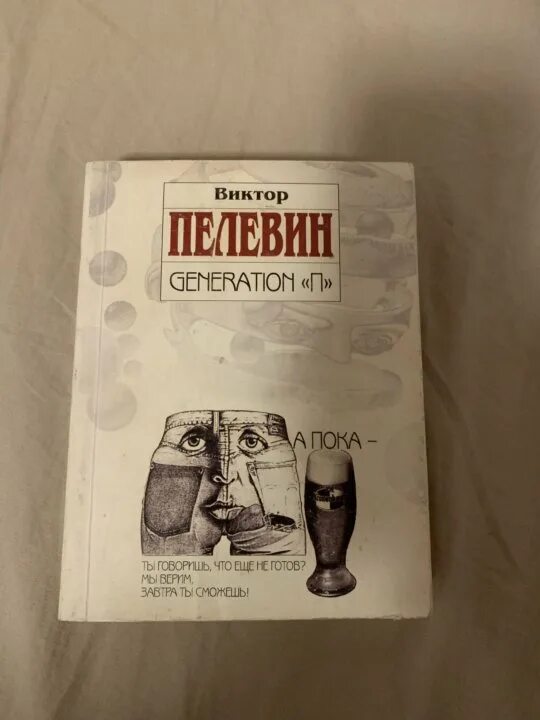 Виктор
ПЕЛЕВИН
GENERATION «П»
А ПОКА –
ТЫ ГОВОРИШЬ, ЧТО ЕЩЕ НЕ ГОТОВ?
МЫ ВЕРИМ,
ЗАВТРА ТЫ СМОЖЕШЬ!